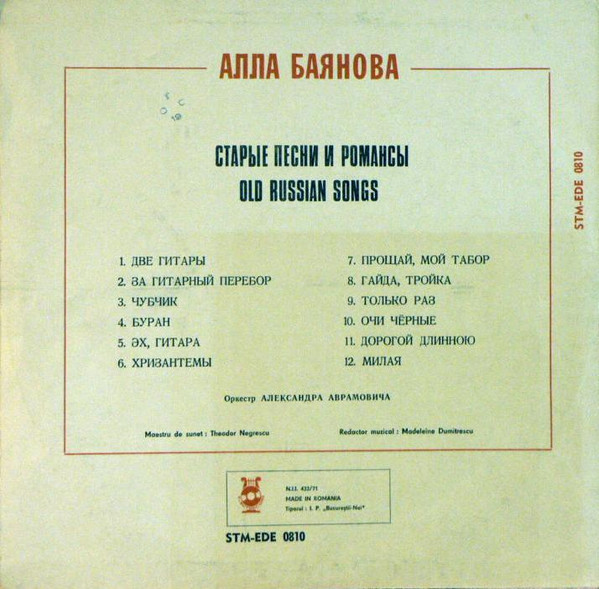 АЛЛА БАЯНОВА
СТАРЫЕ ПЕСНИ И РОМАНСЫ
OLD RUSSIAN SONGS
STM-EDE 0810
1. ДВЕ ГИТАРЫ
2. ЗА ГИТАРНЫЙ ПЕРЕБОР
3. ЧУБЧИК
4. БУРАН
5. ЭХ, ГИТАРА
6. ХРИЗАНТЕМЫ
7. ПРОЩАЙ, МОЙ ТАБОР
8. ГАЙДА, ТРОЙКА
9. ТОЛЬКО РАЗ
10. ОЧИ ЧЁРНЫЕ
11. ДОРОГОЙ ДЛИННОЮ
12. МИЛАЯ
Оркестр АЛЕКСАНДРА АВРАМОВИЧА
Maestru de sunet : Theodor Negrescu
Redactor muzical : Madeleine Dumitrescu
N.I.I. 432/71
MADE IN ROMANIA
Tiparul : I. P. „Bucureştii-Noi"
STM-EDE 0810